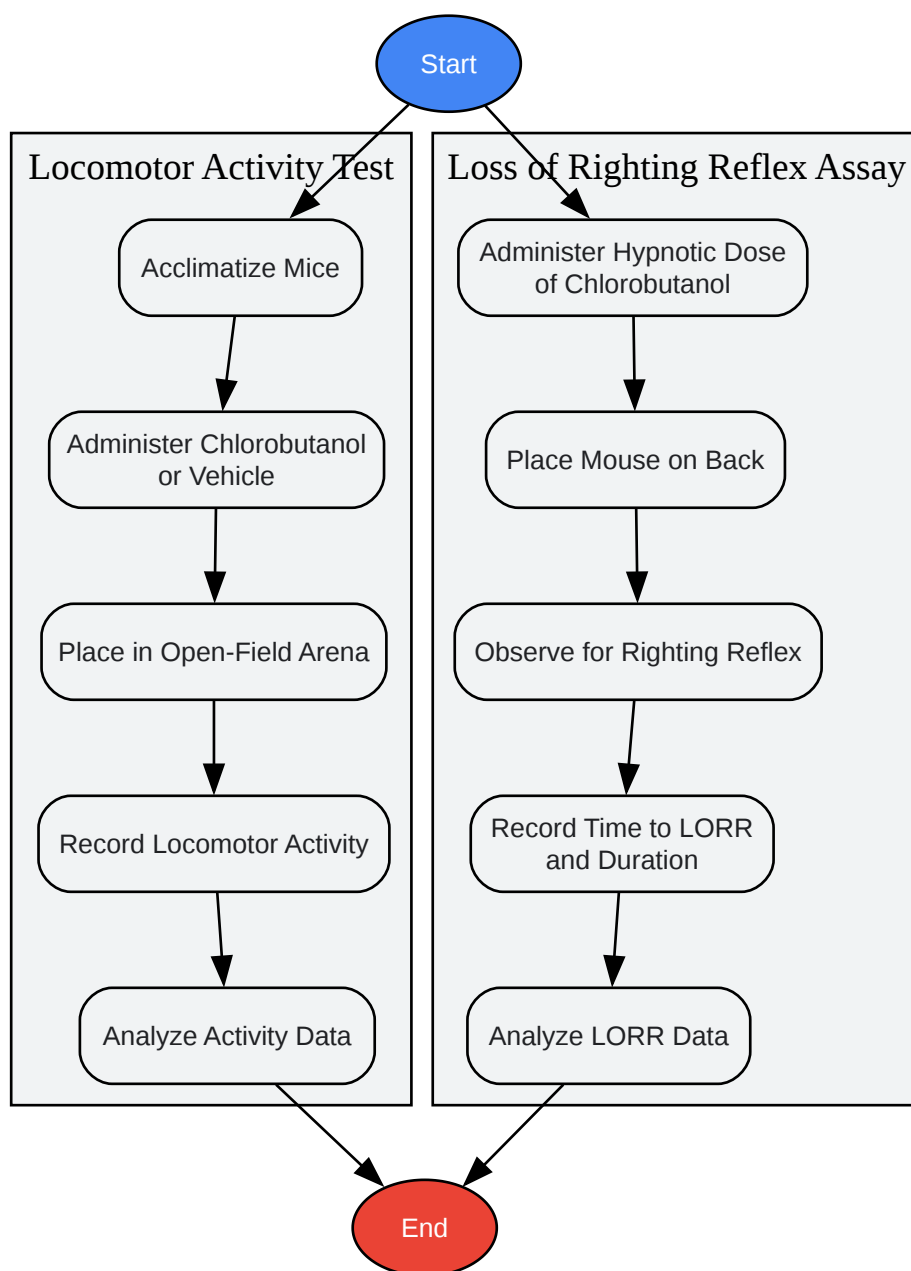 Start
Locomotor Activity Test
Acclimatize Mice
Administer Chlorobutanol
or Vehicle
Place in Open-Field Arena
Record Locomotor Activity
Analyze Activity Data
Loss of Righting Reflex Assay
Administer Hypnotic Dose
of Chlorobutanol
Place Mouse on Back
Observe for Righting Reflex
Record Time to LORR
and Duration
Analyze LORR Data
End